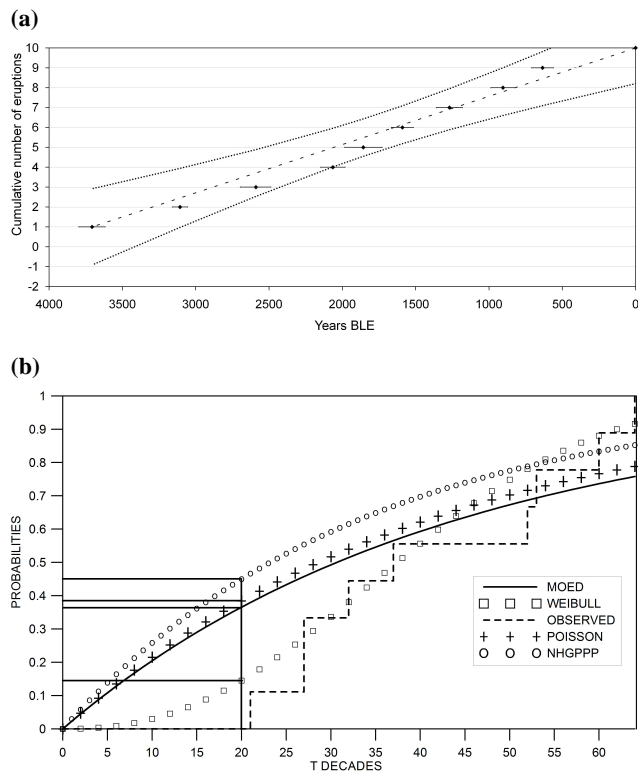 (a)
Cumulative number of eruptions
10
9
8
7
6
5
4
3
2
1
0
-1
-2
4000 3500 3000 2500 2000 1500 1000 500 0
Years BLE
(b)
PROBABILITIES
1
0.9
0.8
0.7
0.6
0.5
0.4
0.3
0.2
0.1
0
MOED
WEIBULL
OBSERVED
POISSON
NHGPPP
0 5 10 15 20 25 30 35 40 45 50 55 60
T DECADES